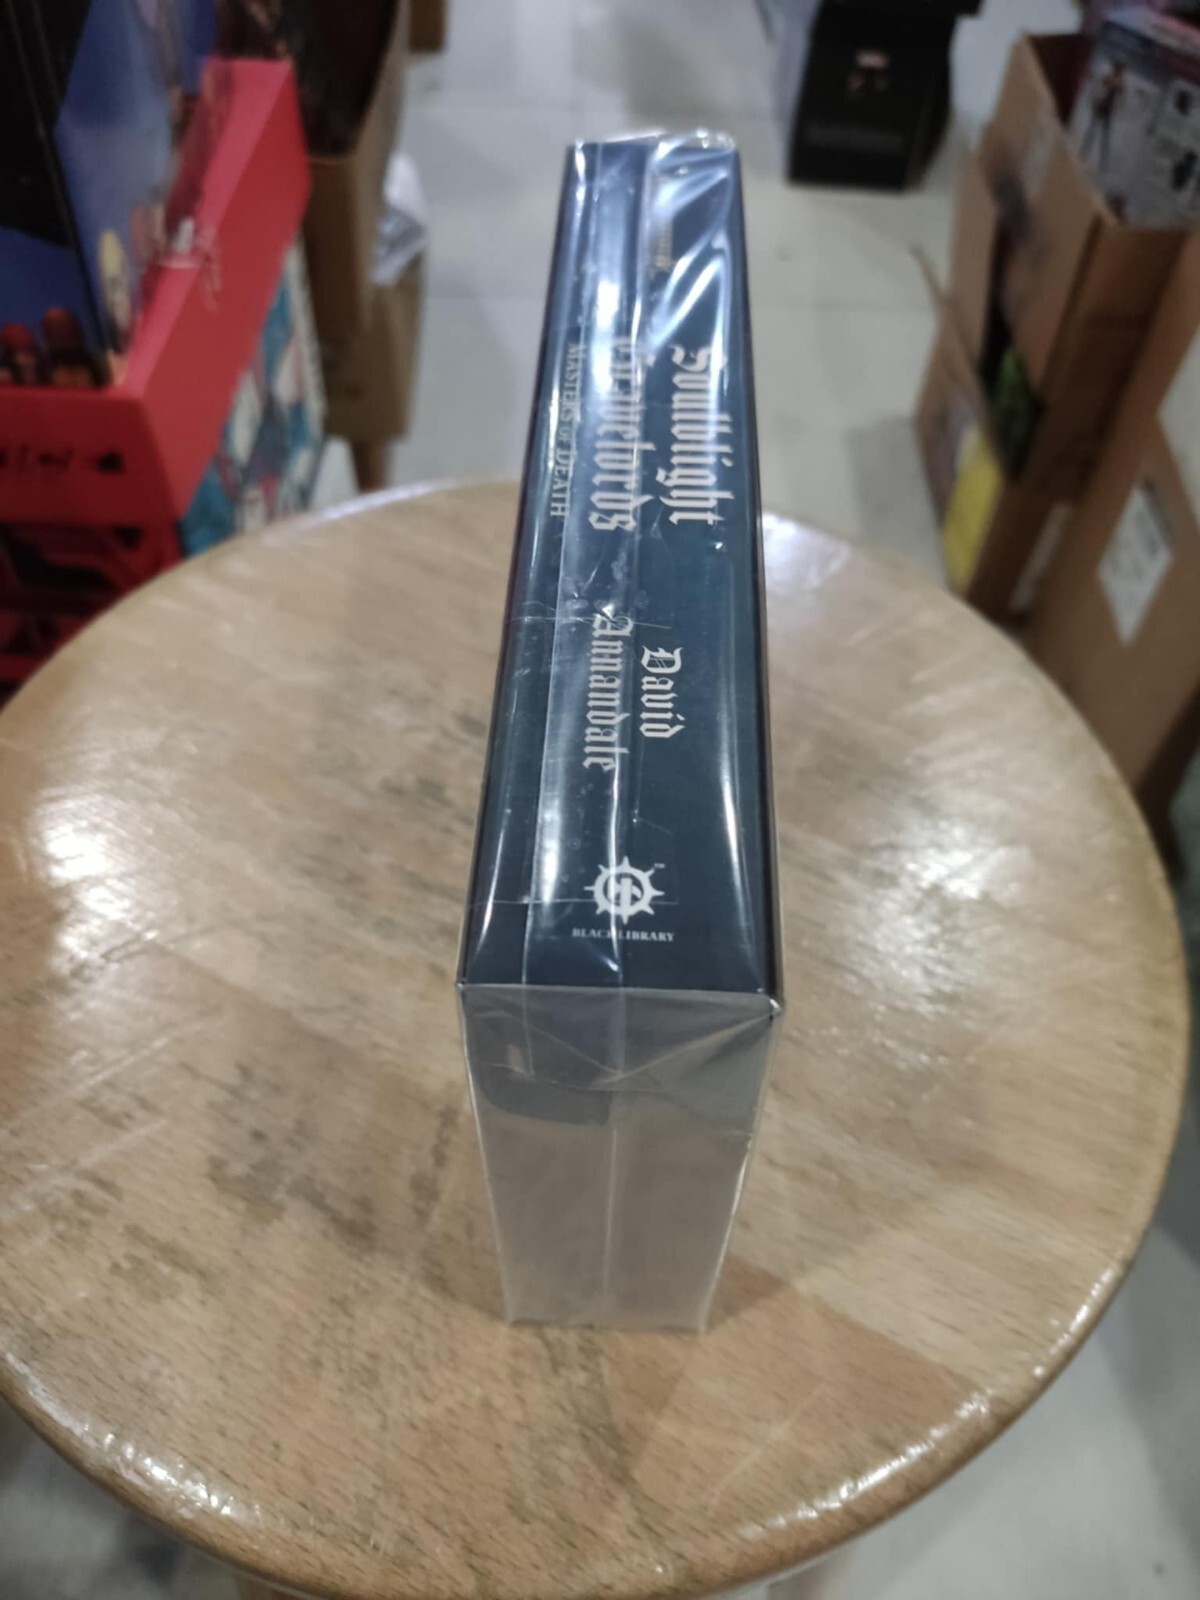 Soulblight
Gravelords
MASTERS OF DEATH
David
Annandale
BLACK LIBRARY